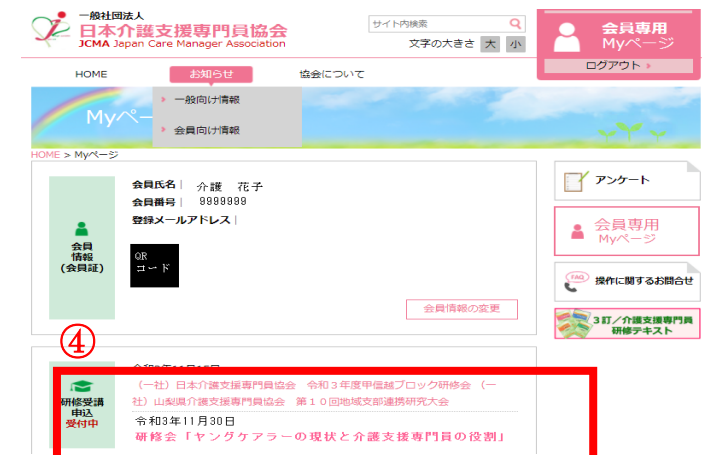 一般社団法人
日本介護支援専門員協会
JCMA Japan Care Manager Association
サイト内検索
文字の大きさ 大 小
会員専用
Myページ
ログアウト
HOME お知らせ 協会について
一般向け情報
会員向け情報
Myペー
HOME > Myページ
会員
情報
(会員証)
会員氏名| 介護 花子
会員番号| 9999999
登録メールアドレス|
QR
コード
会員情報の変更
アンケート
会員専用
Myページ
FAQ 操作に関するお問合せ
3訂/介護支援専門員
研修テキスト
④
研修受講
申込
受付中
(一社)日本介護支援専門員協会 令和3年度甲信越ブロック研修会 (一
社)山梨県介護支援専門員協会 第10回地域支部連携研究大会
令和3年11月30日
研修会「ヤングケアラーの現状と介護支援専門員の役割」